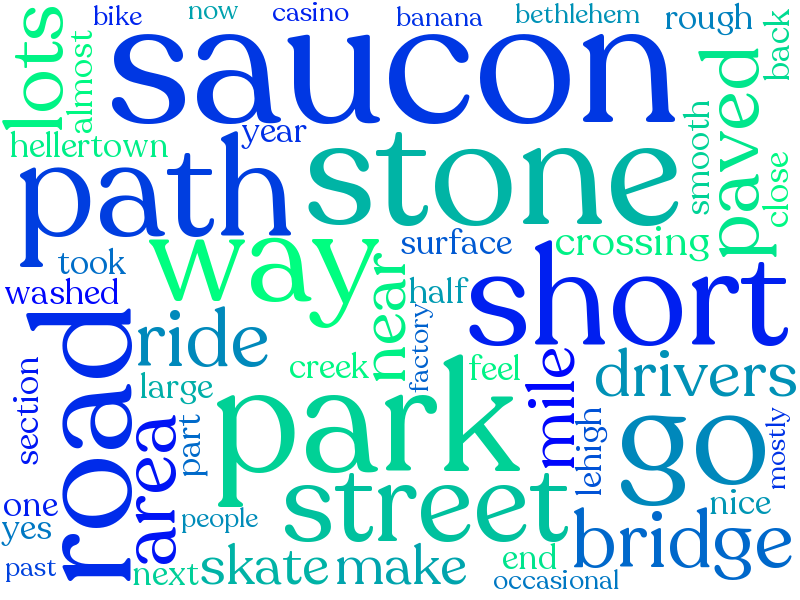 bike
now
casino
banana
bethlehem
rough
back
lots
almost
saucon
paved
smooth
year
hellertown
path
stone
close
way
surface
crossing
took
near
washed
half
short
road
ride
factory
creek
feel
mile
drivers
section
large
park
go
area
part
lehigh
mostly
one
street
nice
yes
people
bridge
past
next
skate
make
end
occasional